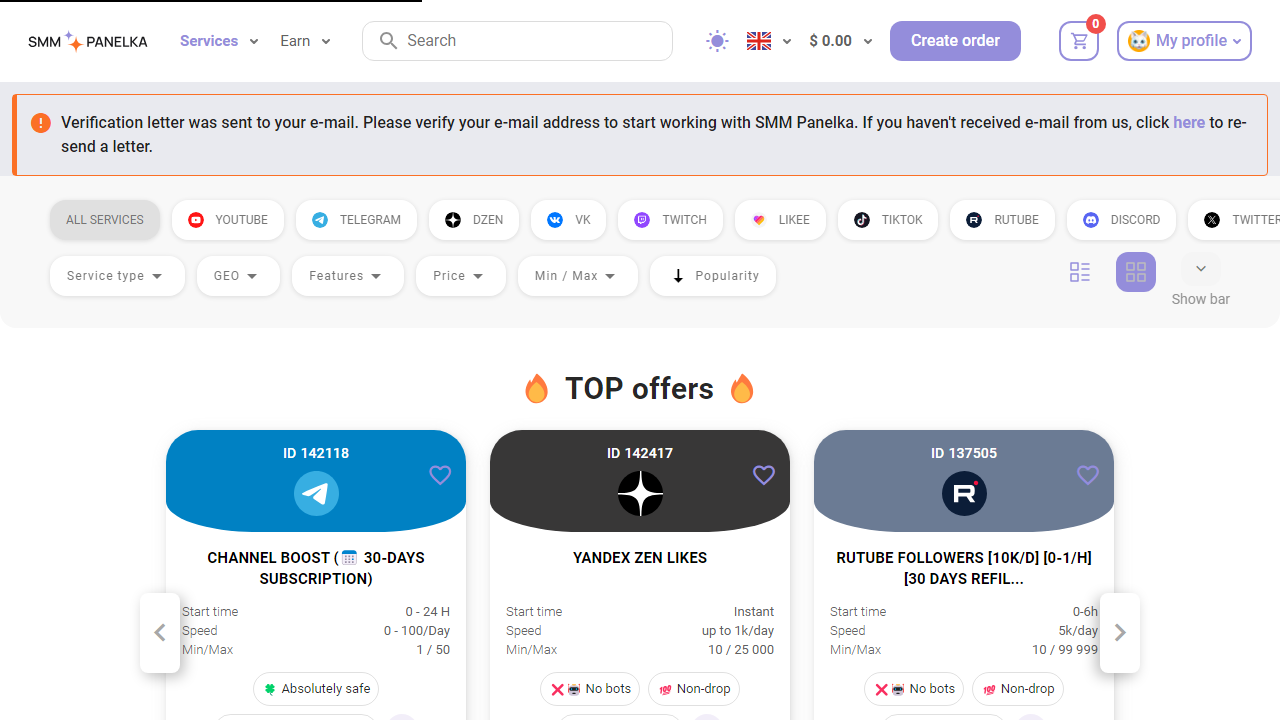 SMM PANELKA
Services
Earn
Search
$ 0.00
Create order
0
My profile
Verification letter was sent to your e-mail. Please verify your e-mail address to start working with SMM Panelka. If you haven't received e-mail from us, click here to re-
send a letter.
ALL SERVICES
YOUTUBE
TELEGRAM
DZEN
VK
TWITCH
LIKEE
TIKTOK
RUTUBE
DISCORD
TWITTER
Service type
GEO
Features
Price
Min / Max
Popularity
Show bar
TOP offers
ID 142118
CHANNEL BOOST ( 30-DAYS
SUBSCRIPTION)
Start time 0 - 24 H
Speed 0 - 100/Day
Min/Max 1 / 50
Absolutely safe
ID 142417
YANDEX ZEN LIKES
Start time Instant
Speed up to 1k/day
Min/Max 10 / 25 000
No bots
Non-drop
ID 137505
RUTUBE FOLLOWERS [10K/D] [0-1/H]
[30 DAYS REFIL...
Start time 0-6h
Speed 5k/day
Min/Max 10 / 99 999
No bots
Non-drop